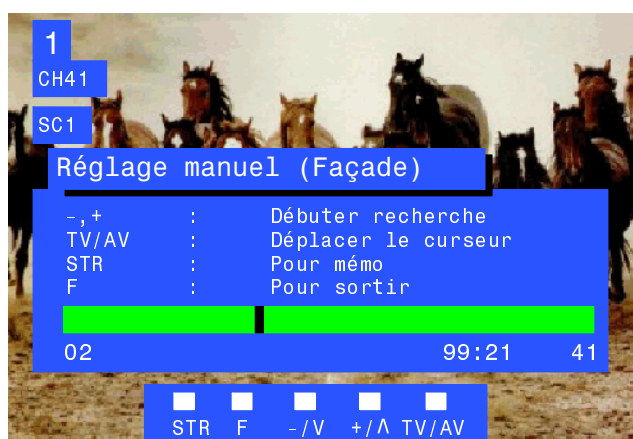 1
CH41
SC1
Réglage manuel (Façade)
-,+ : Débuter recherche
TV/AV : Déplacer le curseur
STR : Pour mémo
F : Pour sortir
02 99:21 41
STR F -/V +/Λ TV/AV